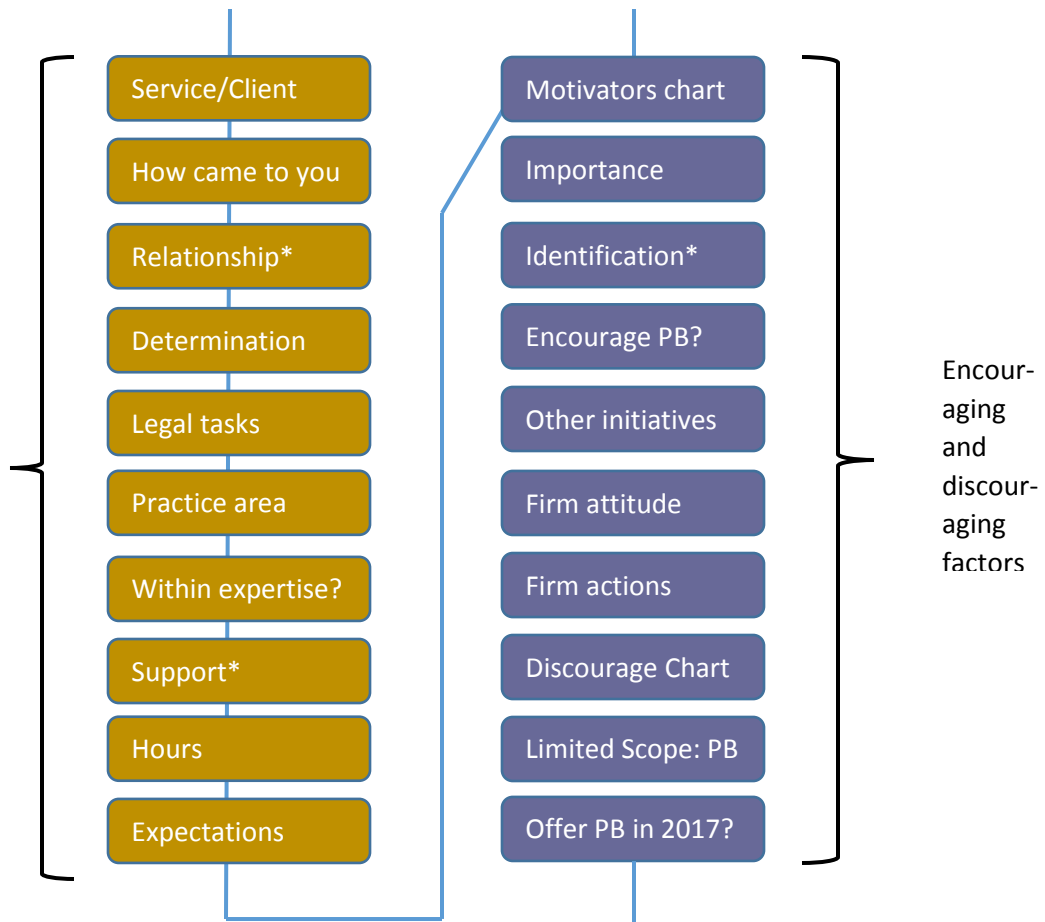 Service/Client
How came to you
Relationship*
Determination
Legal tasks
Practice area
Within expertise?
Support*
Hours
Expectations
Motivators chart
Importance
Identification*
Encourage PB?
Other initiatives
Firm attitude
Firm actions
Discourage Chart
Limited Scope: PB
Offer PB in 2017?
Encour-
aging
and
discour-
aging
factors